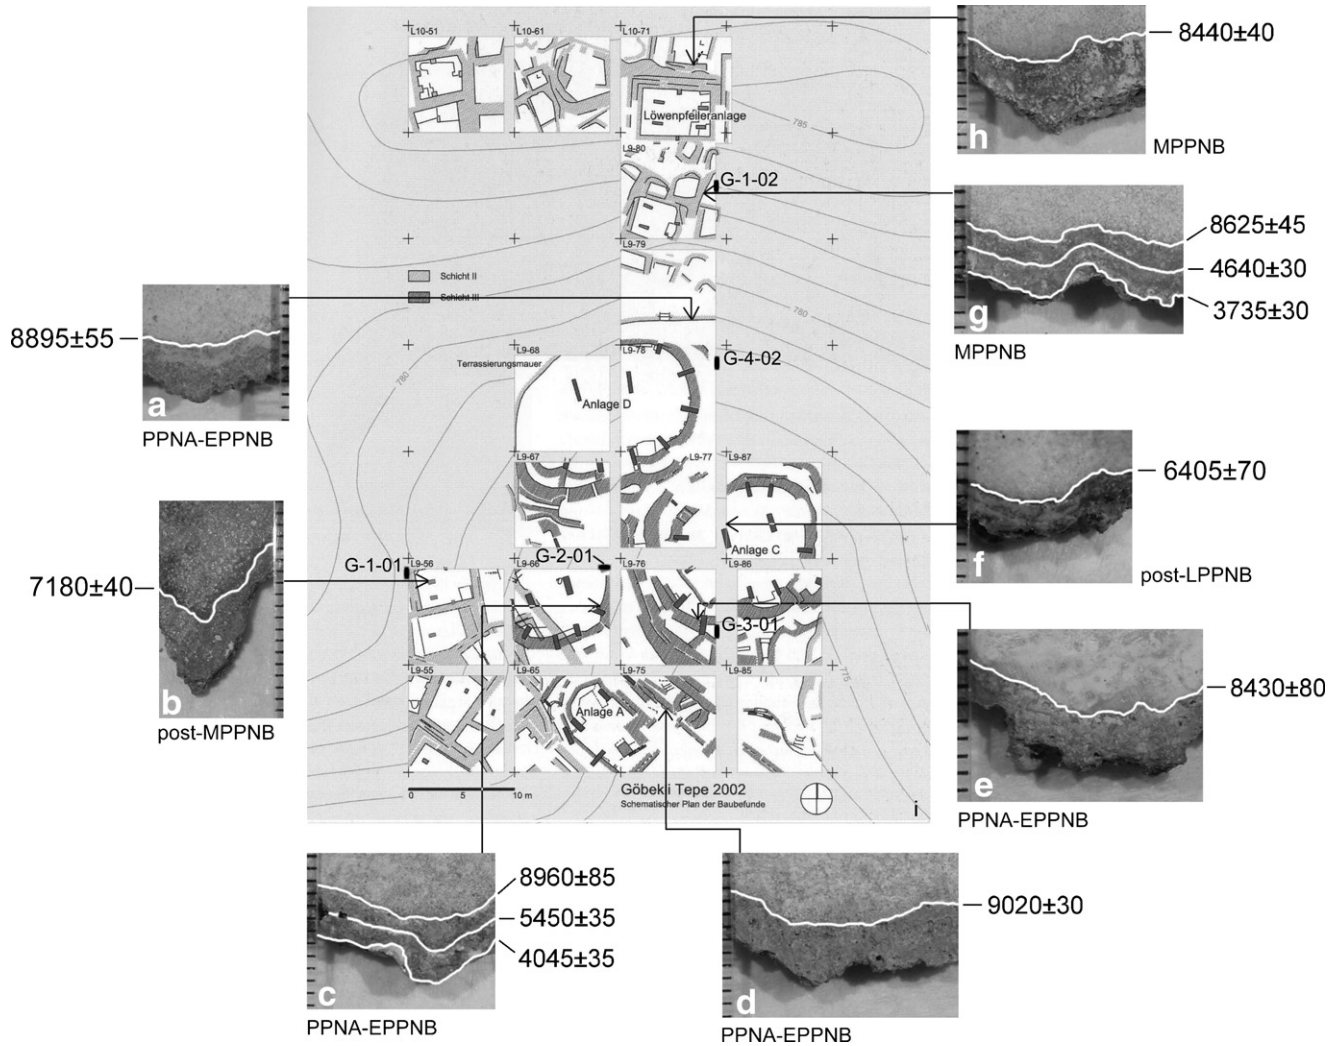 L10-51
L10-61
L10-71
8440±40
h
MPPNB
Löwenpfeileranlage
785
L9-80
G-1-02
8625±45
4640±30
3735±30
g
MPPNB
L9-79
Schicht II
Schicht III
780
8895±55
a
PPNA-EPPNB
L9-68
L9-78
Terrassierungsmauer
G-4-02
780
Anlage D
L9-67
L9-77
L9-87
6405±70
f
post-LPPNB
Anlage C
7180±40
b
post-MPPNB
G-1-01
G-2-01
L9-56
L9-66
L9-76
L9-86
G-3-01
8430±80
e
PPNA-EPPNB
L9-55
L9-65
L9-75
L9-85
775
Anlage A
0 5 10 m
Göbekli Tepe 2002
Schematischer Plan der Baubefunde
i
8960±85
5450±35
4045±35
c
PPNA-EPPNB
9020±30
d
PPNA-EPPNB